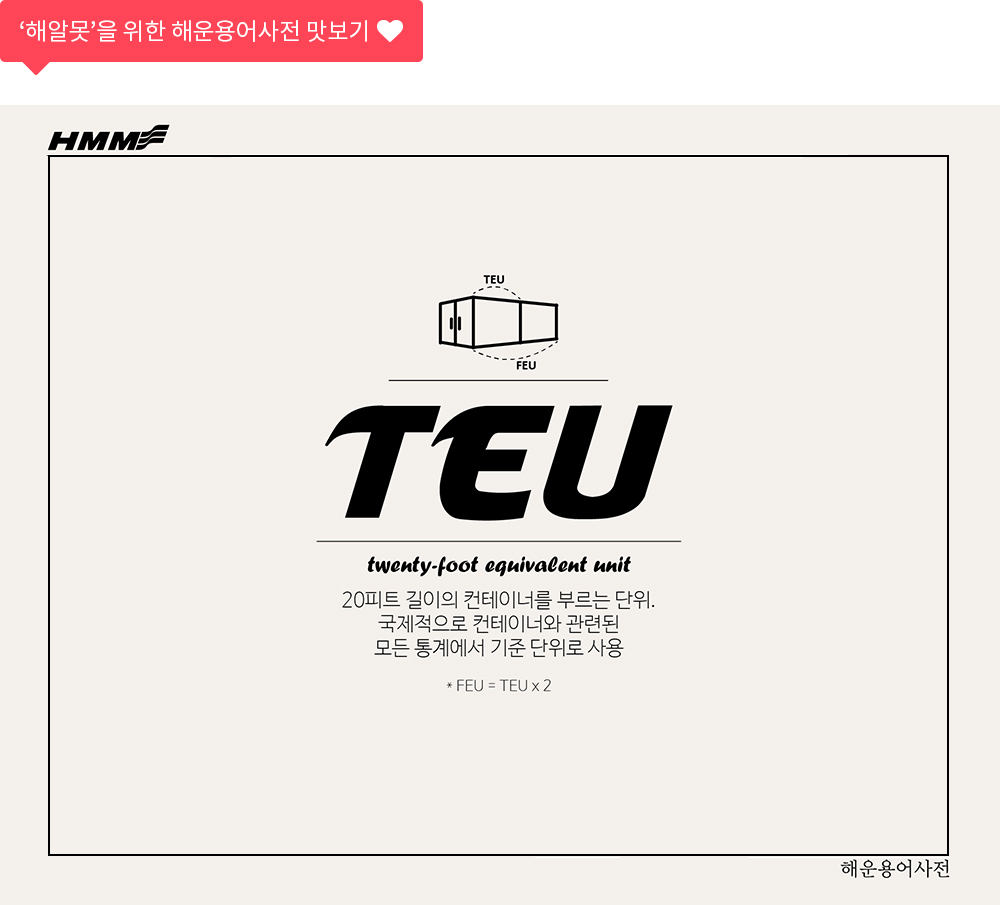 ‘해알못’을 위한 해운용어사전 맛보기
HMM
TEU
FEU
TEU
twenty-foot equivalent unit
20피트 길이의 컨테이너를 부르는 단위.
국제적으로 컨테이너와 관련된
모든 통계에서 기준 단위로 사용
* FEU = TEU x 2
해운용어사전